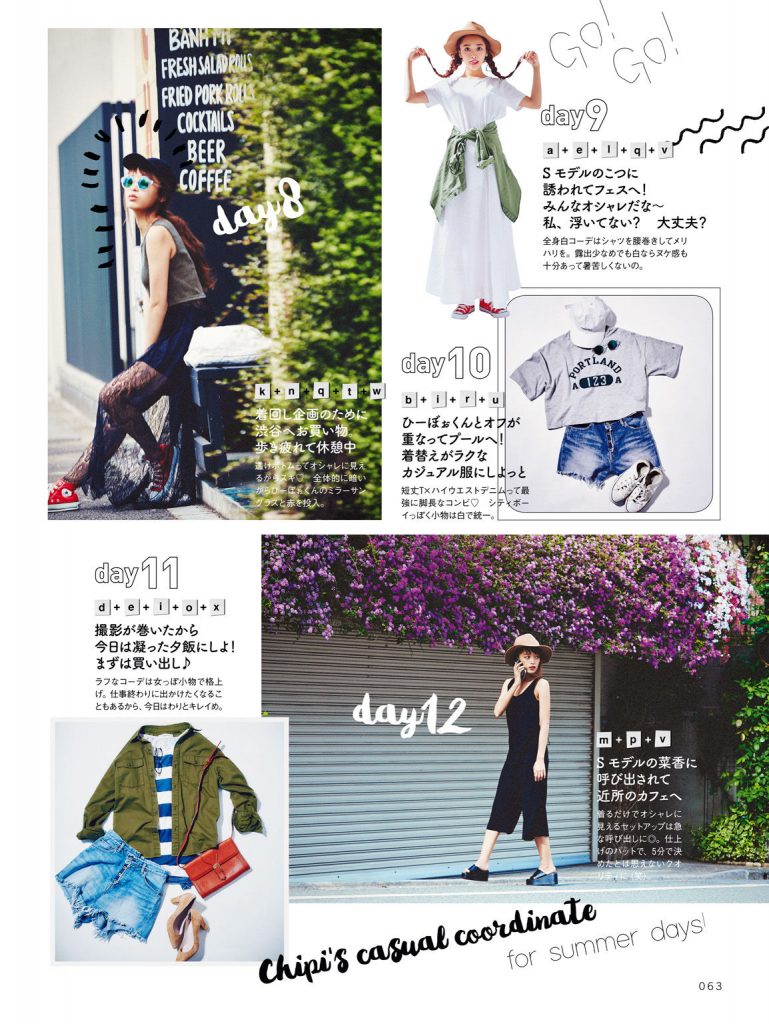 BANH MI
FRESH SALAD ROLLS
FRIED PORK ROLLS
COCKTAILS
BEER
COFFEE
day8
k+n+q+t+w
着回し企画のために
渋谷へお買い物。
歩き疲れて休憩中
透けボトムってオシャレに見え
るからスキ♡ 全体的に暗い
からひーぼぉくんのミラーサン
グラスと赤を投入。
Go! Go!
day9
a+e+l+q+v
Sモデルのこつに
誘われてフェスへ!
みんなオシャレだな〜
私、浮いてない? 大丈夫?
全身白コーデはシャツを腰巻きしてメリ
ハリを。露出少なめでも白ならヌケ感も
十分あって暑苦しくないの。
day10
b+i+r+u
ひーぼぉくんとオフが
重なってプールへ!
着替えがラクな
カジュアル服にしよっと
短丈T×ハイウエストデニムって最
強に脚長なコンビ♡ シティボー
イっぽく小物は白で統一。
PORTLAND
A 123 A
day11
d+e+i+o+x
撮影が巻いたから
今日は凝った夕飯にしよ!
まずは買い出し♪
ラフなコーデは女っぽ小物で格上
げ。仕事終わりに出かけたくなるこ
ともあるから、今日はわりとキレイめ。
day12
m+p+v
Sモデルの菜香に
呼び出されて
近所のカフェへ
着るだけでオシャレに
見えるセットアップは急
な呼び出しに◎。仕上
げのハットで、5分で決
めたとは思えないクオ
リティに(笑)
Chipi's casual coordinate
for summer days!
063